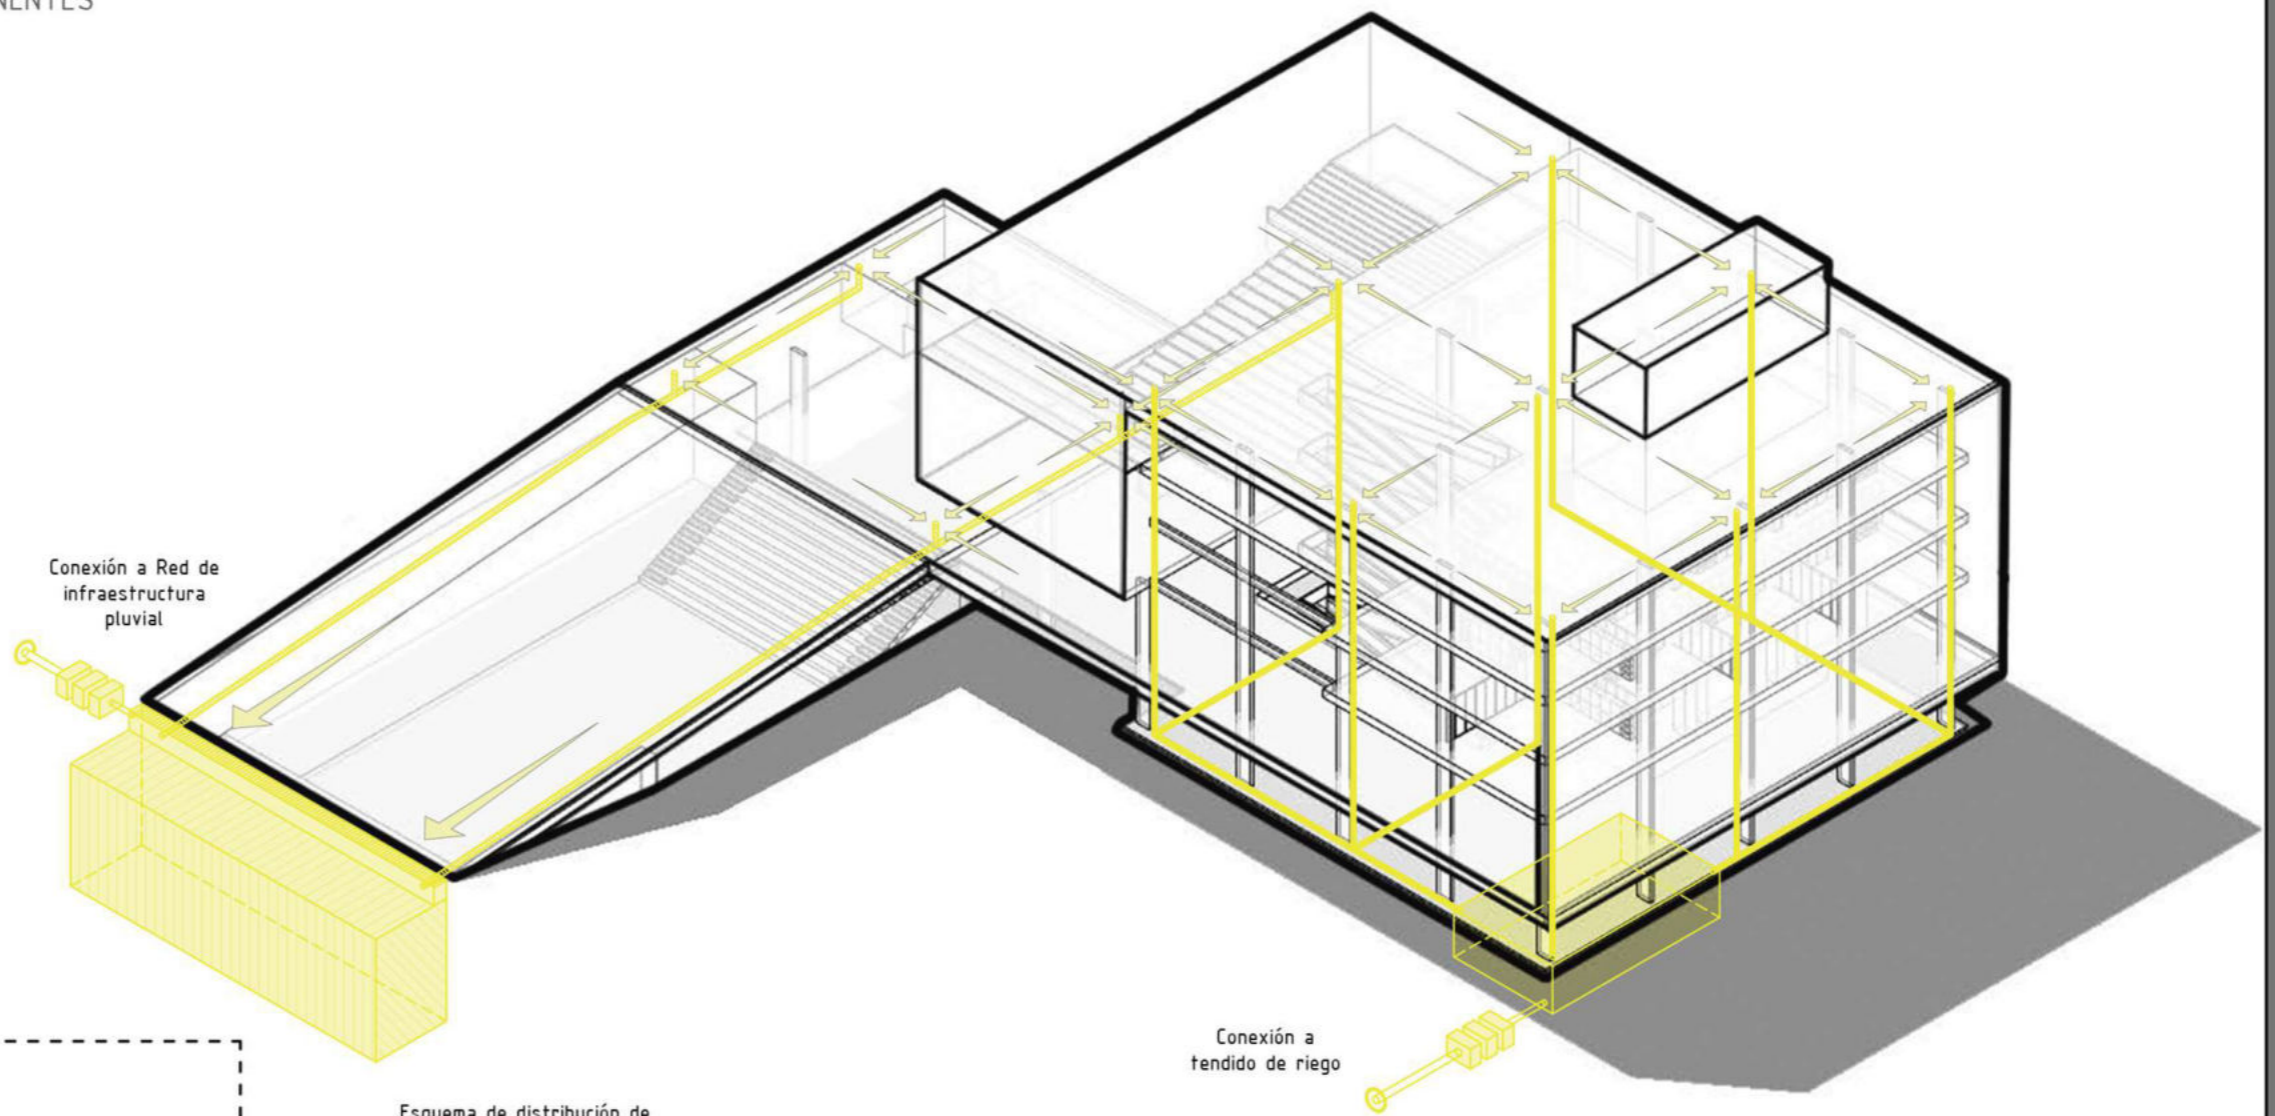 Conexión a Red de
infraestructura
pluvial
Conexión a
tendido de riego
Esquema de distribución de